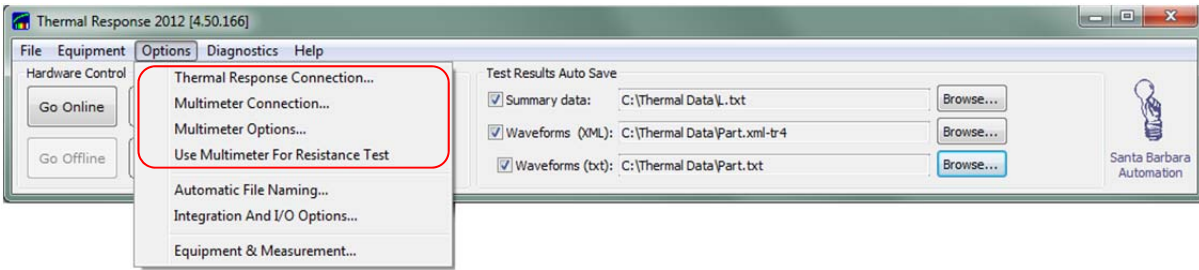 Thermal Response 2012 [4.50.166]
File Equipment Options Diagnostics Help
Hardware Control
Go Online
Go Offline
Thermal Response Connection...
Multimeter Connection...
Multimeter Options...
Use Multimeter For Resistance Test
Automatic File Naming...
Integration And I/O Options...
Equipment & Measurement...
Test Results Auto Save
Summary data: C:\Thermal Data\L.txt Browse...
Waveforms (XML): C:\Thermal Data\Part.xml-tr4 Browse...
Waveforms (txt): C:\Thermal Data\Part.txt Browse...
Santa Barbara
Automation